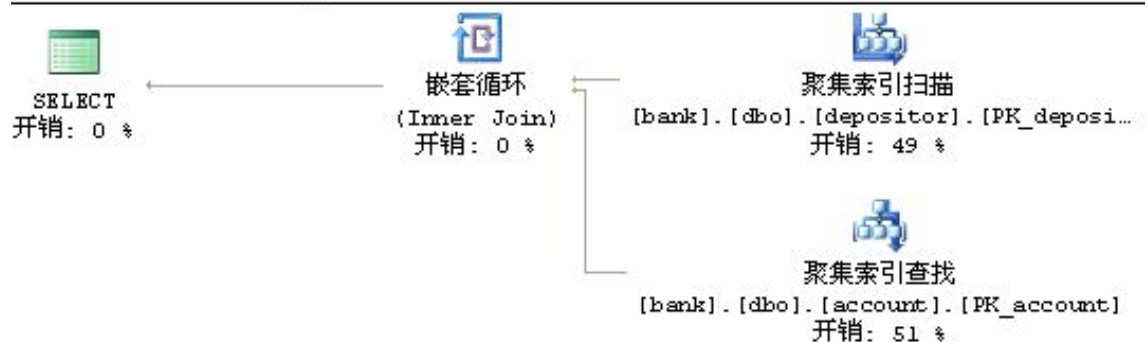 SELECT
开销: 0 %
嵌套循环
(Inner Join)
开销: 0 %
聚集索引扫描
[bank].[dbo].[depositor].[PK_deposi…
开销: 49 %
聚集索引查找
[bank].[dbo].[account].[PK_account]
开销: 51 %